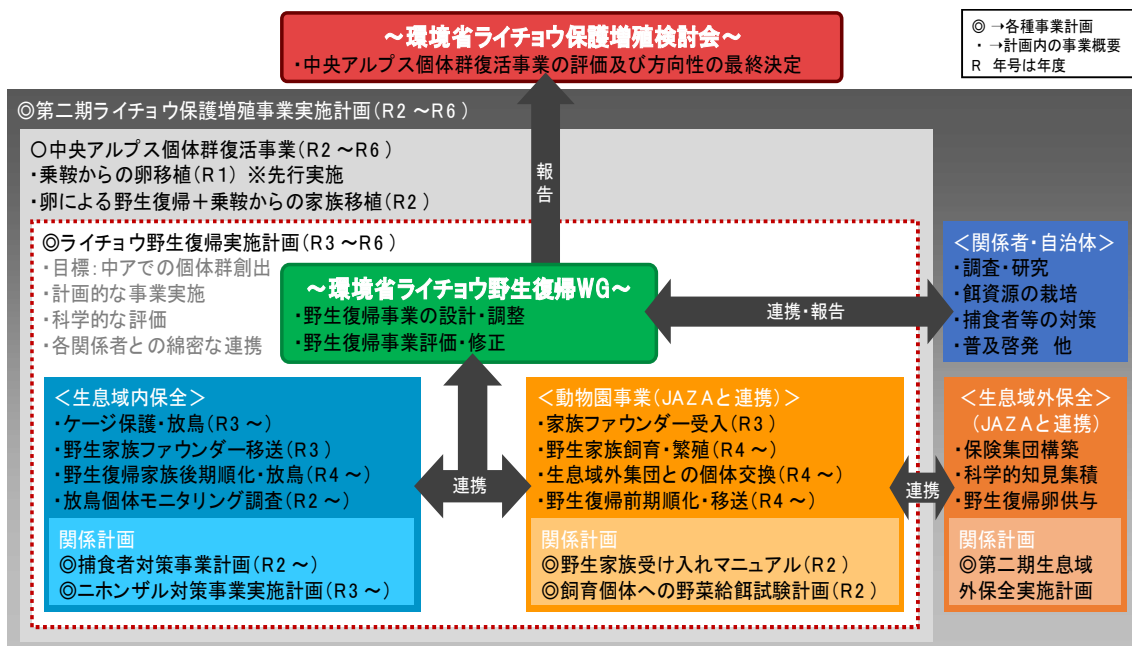 ～環境省ライチョウ保護増殖検討会～
・中央アルプス個体群復活事業の評価及び方向性の最終決定
◎ →各種事業計画
・ →計画内の事業概要
R 年号は年度
◎第二期ライチョウ保護増殖事業実施計画(R2～R6)
〇中央アルプス個体群復活事業(R2～R6)
・乗鞍からの卵移植(R1) ※先行実施
・卵による野生復帰＋乗鞍からの家族移植(R2)
報告
◎ライチョウ野生復帰実施計画(R3～R6)
・目標：中アでの個体群創出
・計画的な事業実施
・科学的な評価
・各関係者との綿密な連携
～環境省ライチョウ野生復帰WG～
・野生復帰事業の設計・調整
・野生復帰事業評価・修正
連携・報告
＜関係者・自治体＞
・調査・研究
・餌資源の栽培
・捕食者等の対策
・普及啓発 他
＜生息域内保全＞
・ケージ保護・放鳥(R3～)
・野生家族ファウンダー移送(R3)
・野生復帰家族後期順化・放鳥(R4～)
・放鳥個体モニタリング調査(R2～)
関係計画
◎捕食者対策事業計画(R2～)
◎ニホンザル対策事業実施計画(R3～)
連携
＜動物園事業(JAZAと連携)＞
・家族ファウンダー受入(R3)
・野生家族飼育・繁殖(R4～)
・生息域外集団との個体交換(R4～)
・野生復帰前期順化・移送(R4～)
関係計画
◎野生家族受け入れマニュアル(R2)
◎飼育個体への野菜給餌試験計画(R2)
連携
＜生息域外保全＞
(JAZAと連携)
・保険集団構築
・科学的知見集積
・野生復帰卵供与
関係計画
◎第二期生息域
外保全実施計画